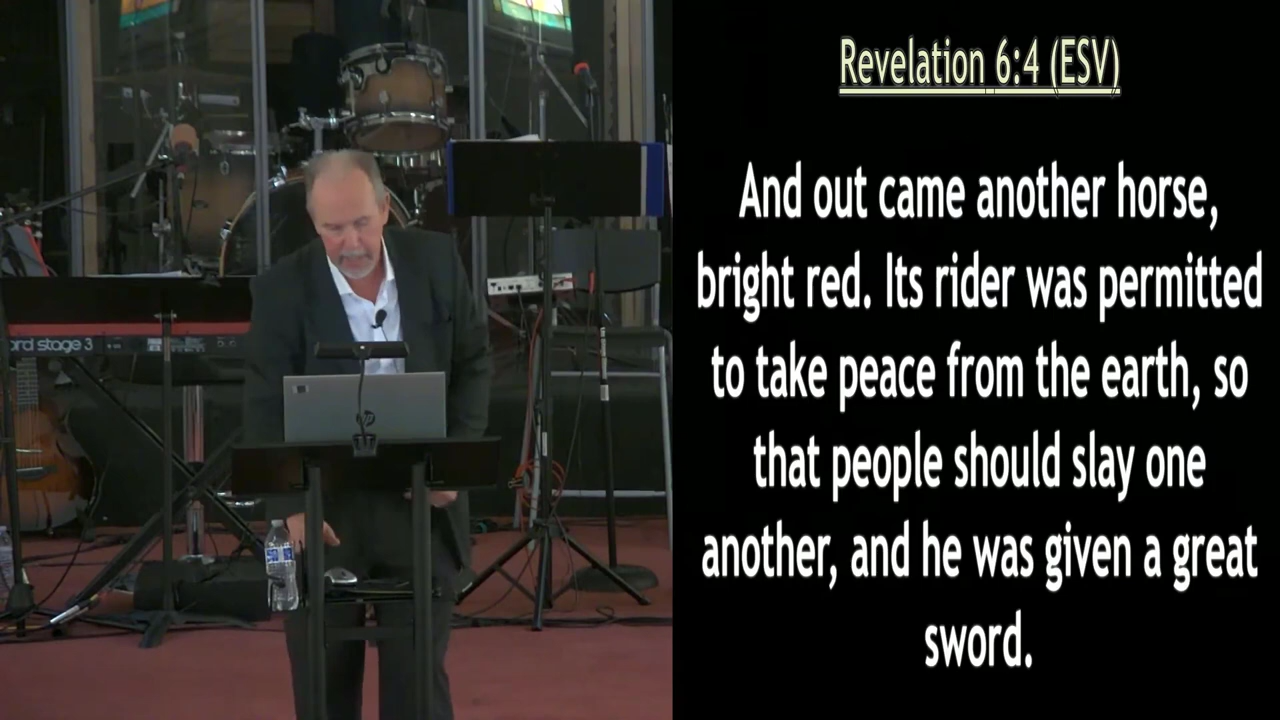 Revelation 6:4 (ESV)
And out came another horse,
bright red. Its rider was permitted
to take peace from the earth, so
that people should slay one
another, and he was given a great
sword.
ord stage 3
hp